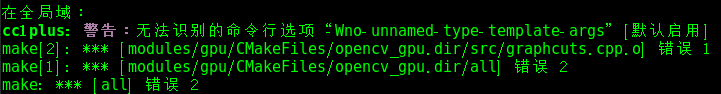 在全局域：
cc1plus: 警告：无法识别的命令行选项“-Wno-unnamed-type-template-args” [默认启用]
make[2]: *** [modules/gpu/CMakeFiles/opencv_gpu.dir/src/graphcuts.cpp.o] 错误 1
make[1]: *** [modules/gpu/CMakeFiles/opencv_gpu.dir/all] 错误 2
make: *** [all] 错误 2